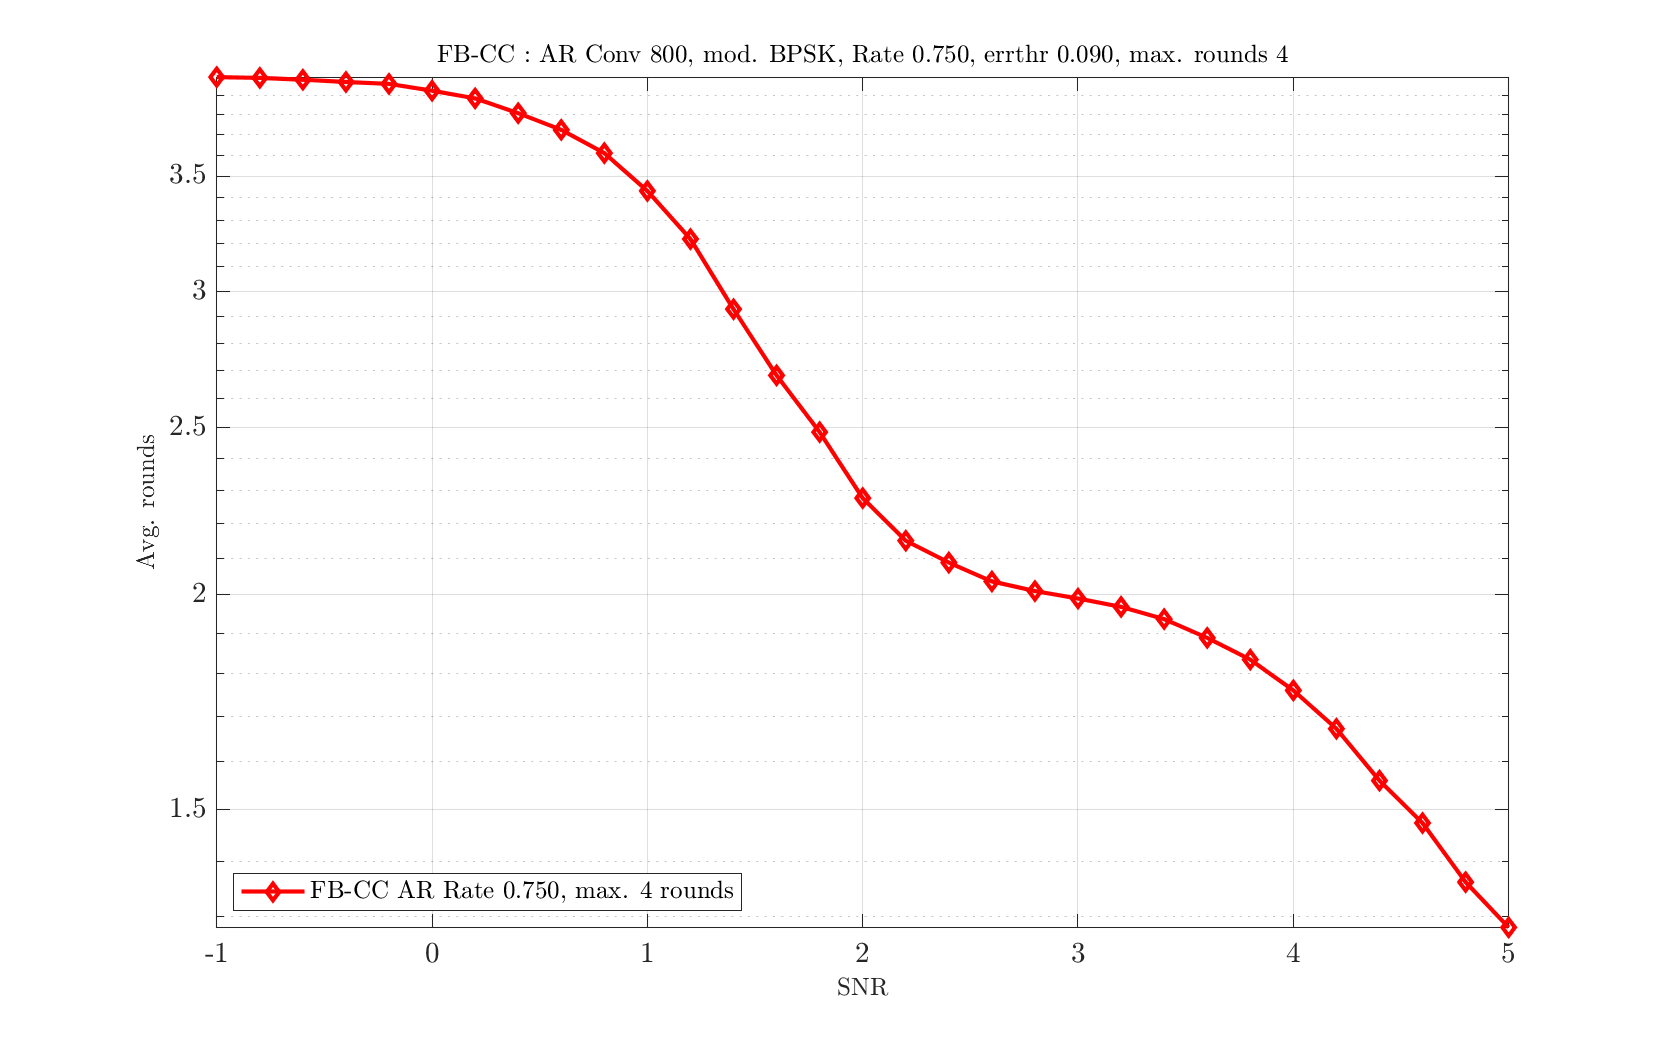 FB-CC : AR Conv 800, mod. BPSK, Rate 0.750, errthr 0.090, max. rounds 4
3.5
3
2.5
2
1.5
Avg. rounds
FB-CC AR Rate 0.750, max. 4 rounds
-1 0 1 2 3 4 5
SNR